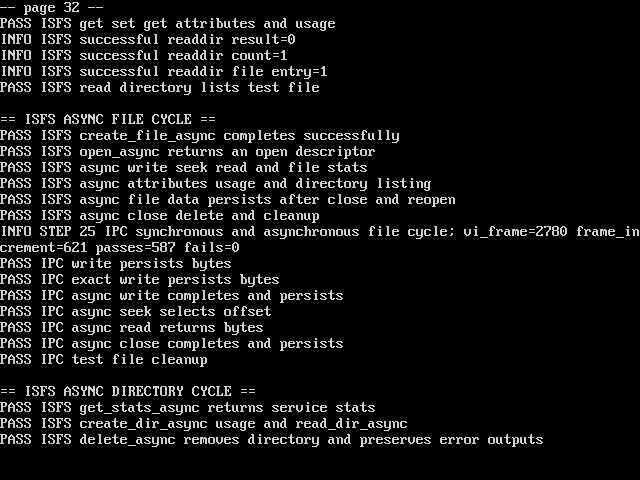 -- page 32 --
PASS ISFS get set get attributes and usage
INFO ISFS successful readdir result=0
INFO ISFS successful readdir count=1
INFO ISFS successful readdir file entry=1
PASS ISFS read directory lists test file
== ISFS ASYNC FILE CYCLE ==
PASS ISFS create_file_async completes successfully
PASS ISFS open_async returns an open descriptor
PASS ISFS async write seek read and file stats
PASS ISFS async attributes usage and directory listing
PASS ISFS async file data persists after close and reopen
PASS ISFS async close delete and cleanup
INFO STEP 25 IPC synchronous and asynchronous file cycle; vi_frame=2780 frame_in
crement=621 passes=587 fails=0
PASS IPC write persists bytes
PASS IPC exact write persists bytes
PASS IPC async write completes and persists
PASS IPC async seek selects offset
PASS IPC async read returns bytes
PASS IPC async close completes and persists
PASS IPC test file cleanup
== ISFS ASYNC DIRECTORY CYCLE ==
PASS ISFS get_stats_async returns service stats
PASS ISFS create_dir_async usage and read_dir_async
PASS ISFS delete_async removes directory and preserves error outputs